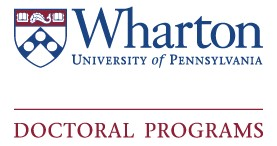 Wharton
UNIVERSITY of PENNSYLVANIA
DOCTORAL PROGRAMS